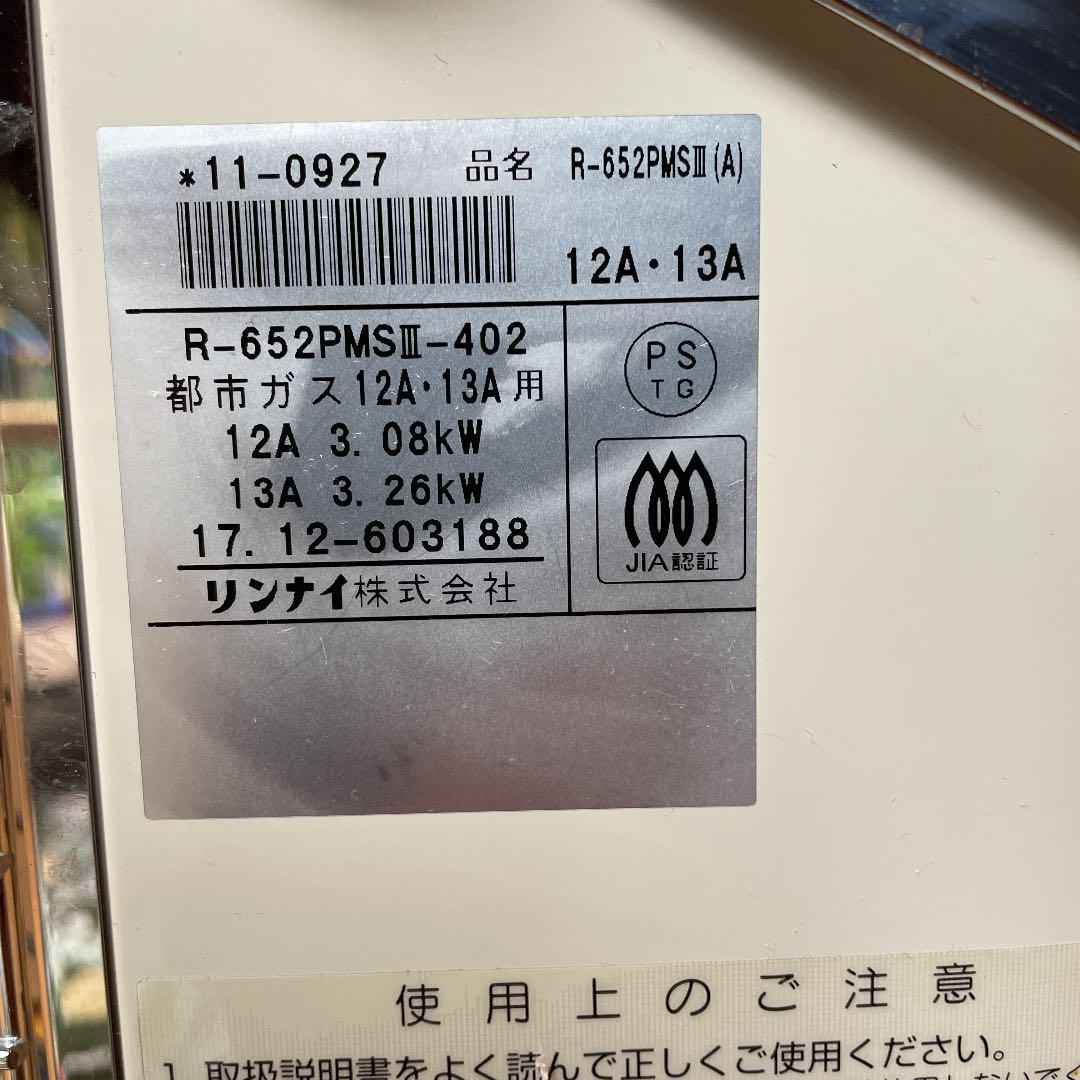 *11-0927 品名 R-652PMSⅢ(A)
12A・13A
R-652PMSⅢ-402
都市ガス12A・13A用
12A 3.08kW
13A 3.26kW
17.12-603188
リンナイ株式会社
PS
TG
JIA認証
使用上のご注意
1. 取扱説明書をよく読んで正しくご使用ください。